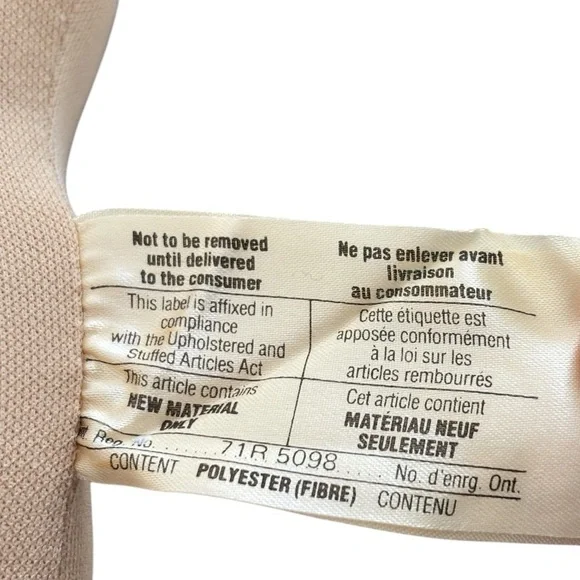 Not to be removed
until delivered
to the consumer
This label is affixed in
compliance
with the Upholstered and
Stuffed Articles Act
This article contains
NEW MATERIAL
ONLY
Ne pas enlever avant
livraison
au consommateur
Cette étiquette est
apposée conformément
à la loi sur les
articles rembourrés
Cet article contient
MATÉRIAU NEUF
SEULEMENT
Reg. No. ......71R 5098..... No. d'enrg. Ont.
CONTENT POLYESTER (FIBRE) CONTENU